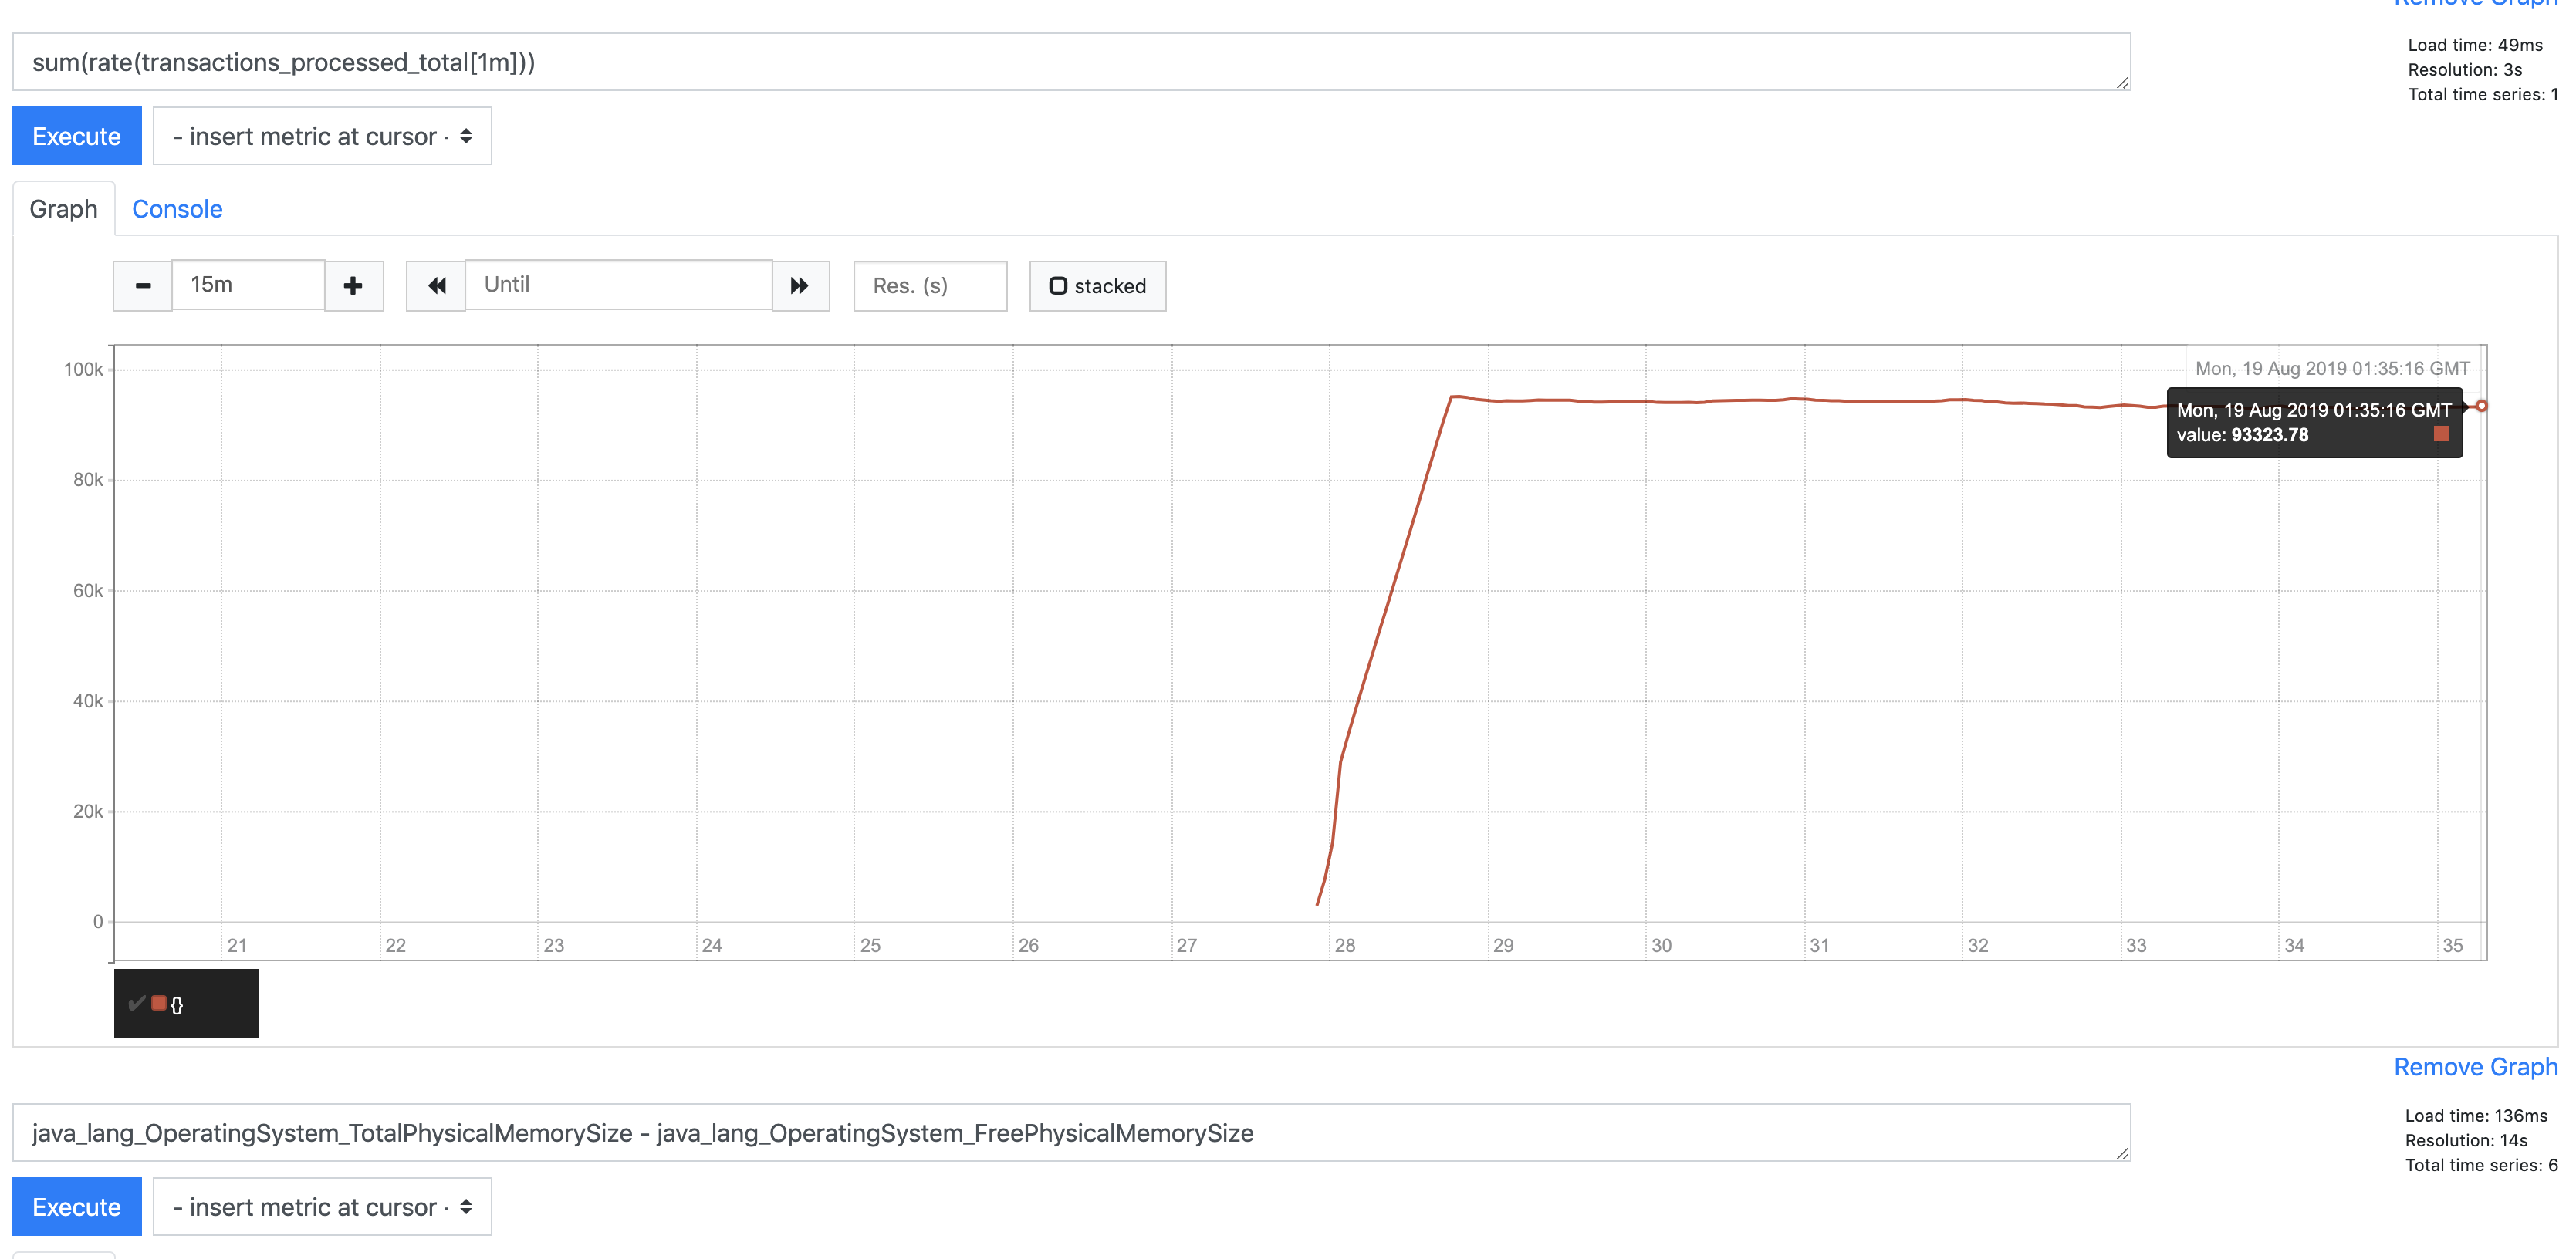 Remove Graph
sum(rate(transactions_processed_total[1m]))
Load time: 49ms
Resolution: 3s
Total time series: 1
Execute
- insert metric at cursor -
Graph Console
15m Until Res. (s) stacked
100k
80k
60k
40k
20k
0
Mon, 19 Aug 2019 01:35:16 GMT
Mon, 19 Aug 2019 01:35:16 GMT
value: 93323.78
21 22 23 24 25 26 27 28 29 30 31 32 33 34 35
{}
Remove Graph
java_lang_OperatingSystem_TotalPhysicalMemorySize - java_lang_OperatingSystem_FreePhysicalMemorySize
Load time: 136ms
Resolution: 14s
Total time series: 6
Execute
- insert metric at cursor -